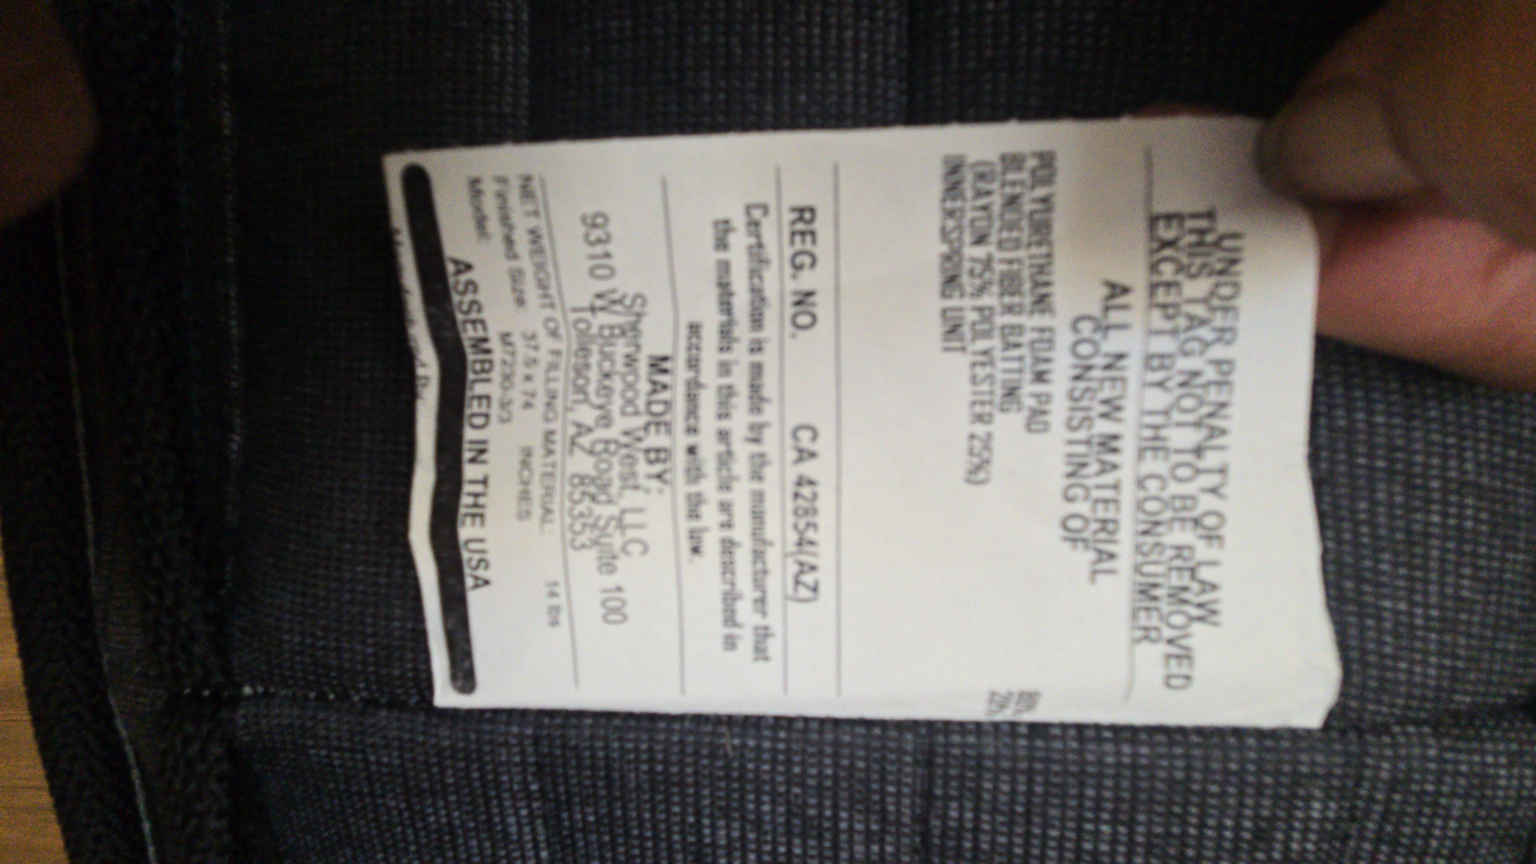 UNDER PENALTY OF LAW
THIS TAG NOT TO BE REMOVED
EXCEPT BY THE CONSUMER
ALL NEW MATERIAL
CONSISTING OF
POLYURETHANE FOAM PAD
BLENDED FIBER BATTING
(RAYON 75% POLYESTER 25%)
INNERSPRING UNIT
REG. NO. CA 42854(AZ)
Certification is made by the manufacturer that
the materials in this article are described in
accordance with the law.
MADE BY:
Sherwood West, LLC
9310 W Buckeye Road Suite 100
Tolleson, AZ 85353
NET WEIGHT OF FILLING MATERIAL 14 lbs
Finished Size: 37.5 x 74 INCHES
Model:
ASSEMBLED IN THE USA